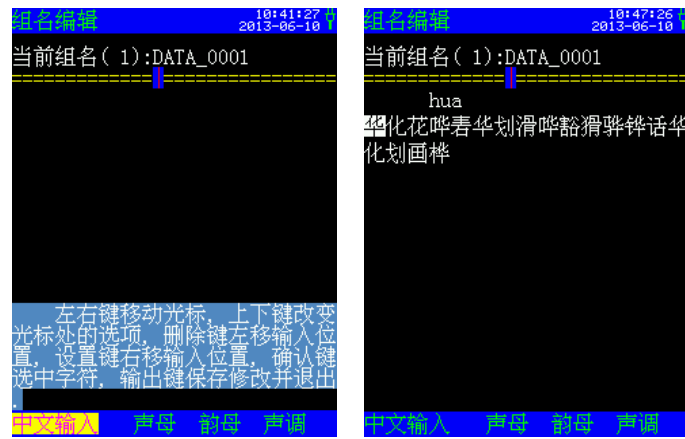 组名编辑
10:41:27
2013-06-10
当前组名( 1):DATA_0001
左右键移动光标, 上下键改变
光标处的选项, 删除键左移输入位
置, 设置键右移输入位置, 确认键
选中字符, 输出键保存修改并退出
.
中文输入 声母 韵母 声调
组名编辑
10:47:26
2013-06-10
当前组名( 1):DATA_0001
hua
华化花哗砉华划滑哗豁猾骅铧话华
化划画桦
中文输入 声母 韵母 声调